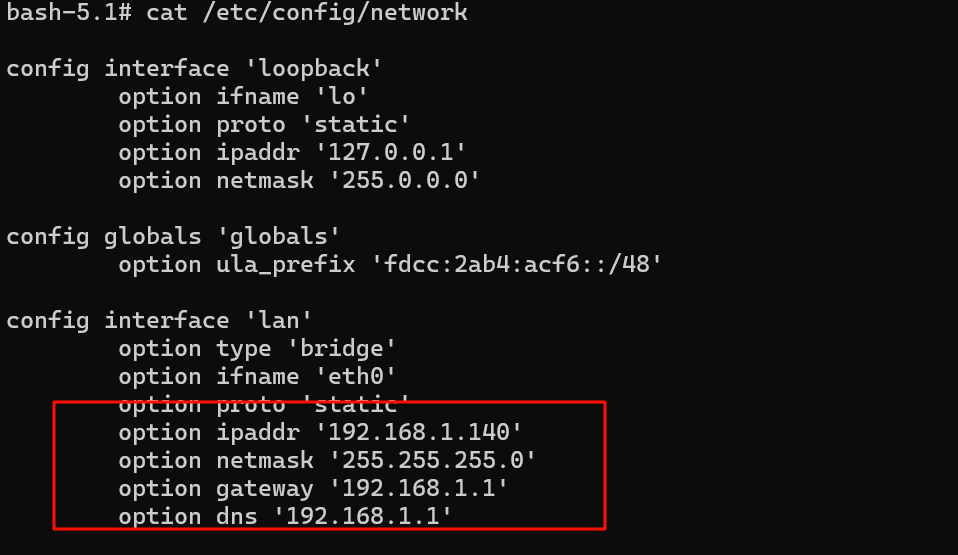 bash-5.1# cat /etc/config/network
config interface 'loopback'
option ifname 'lo'
option proto 'static'
option ipaddr '127.0.0.1'
option netmask '255.0.0.0'
config globals 'globals'
option ula_prefix 'fdcc:2ab4:acf6::/48'
config interface 'lan'
option type 'bridge'
option ifname 'eth0'
option proto 'static'
option ipaddr '192.168.1.140'
option netmask '255.255.255.0'
option gateway '192.168.1.1'
option dns '192.168.1.1'